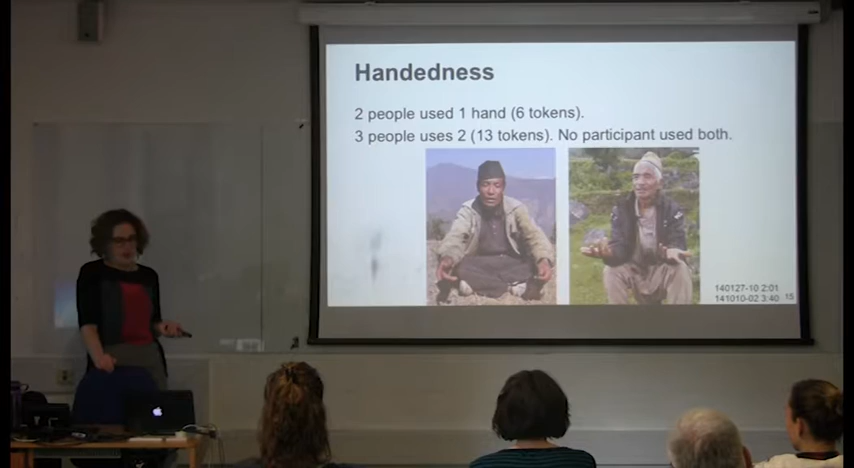 Handedness
2 people used 1 hand (6 tokens).
3 people uses 2 (13 tokens). No participant used both.
140127-10 2:01
141010-02 3:40 15